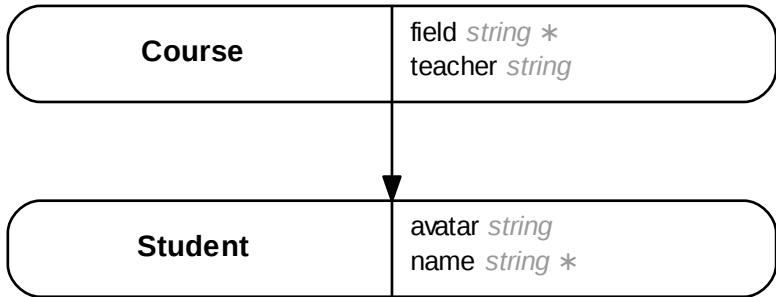 Course
field string ∗
teacher string
Student
avatar string
name string ∗